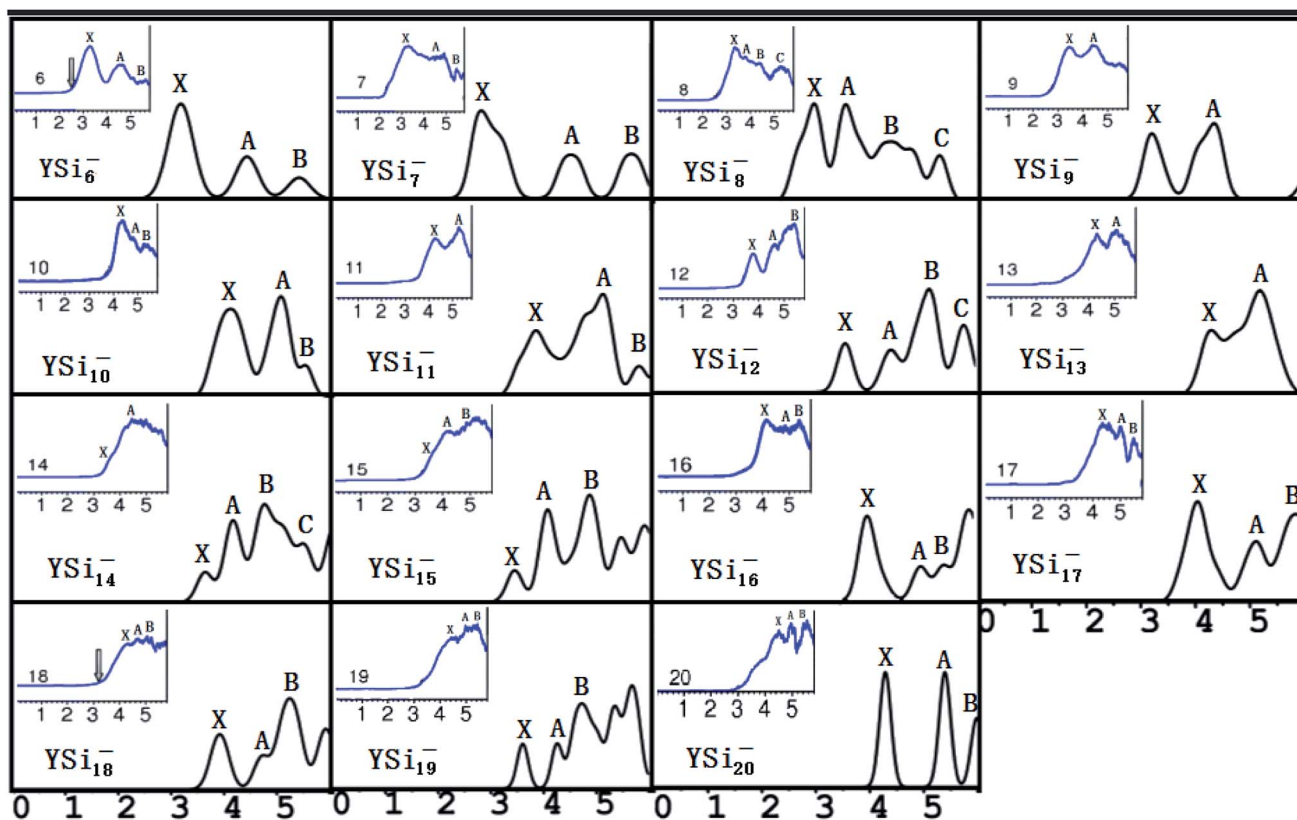 X A B
6
1 2 3 4 5
X A B
YSi₆⁻
X A B
7
1 2 3 4 5
X A B
YSi₇⁻
X A B C
8
1 2 3 4 5
X A B C
YSi₈⁻
X A
9
1 2 3 4 5
X A
YSi₉⁻
X A B
10
1 2 3 4 5
X A B
YSi₁₀⁻
X A
11
1 2 3 4 5
X A B
YSi₁₁⁻
X A B
12
1 2 3 4 5
X A B C
YSi₁₂⁻
X A
13
1 2 3 4 5
X A
YSi₁₃⁻
X A
14
1 2 3 4 5
X A B C
YSi₁₄⁻
X A B
15
1 2 3 4 5
X A B
YSi₁₅⁻
X A B
16
1 2 3 4 5
X A B
YSi₁₆⁻
X A B
17
1 2 3 4 5
X A B
YSi₁₇⁻
0 1 2 3 4 5
X A B
18
1 2 3 4 5
X A B
YSi₁₈⁻
0 1 2 3 4 5
X A B
19
1 2 3 4 5
X A B
YSi₁₉⁻
0 1 2 3 4 5
X A B
20
1 2 3 4 5
X A B
YSi₂₀⁻
0 1 2 3 4 5